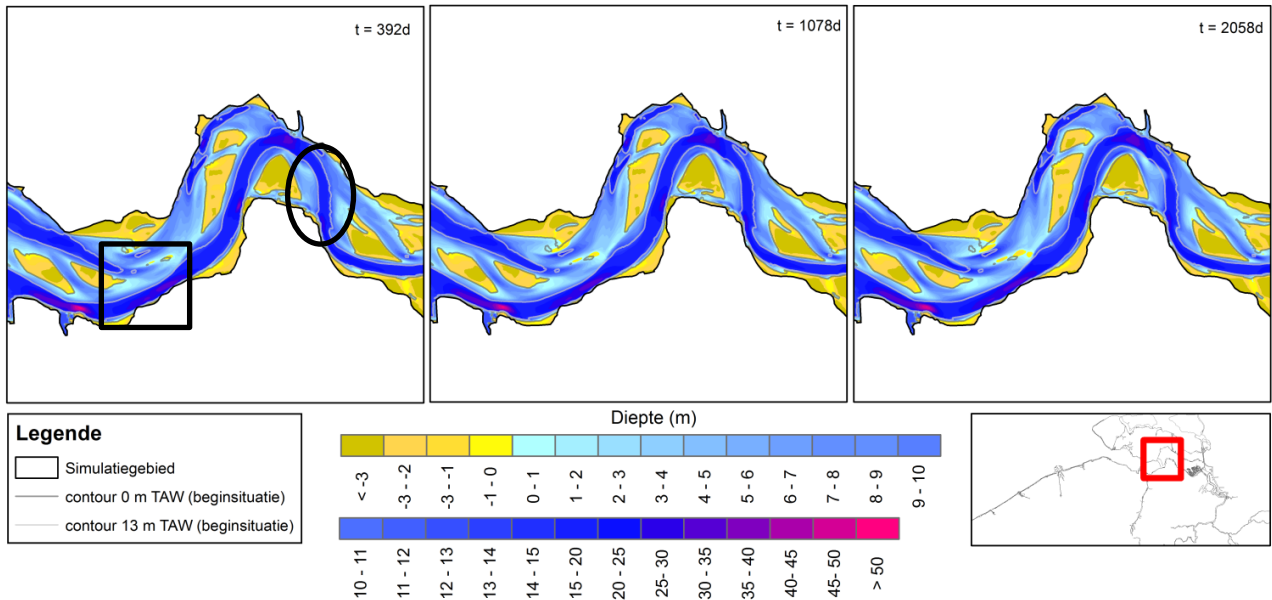 t = 392d
t = 1078d
t = 2058d
Legende
Simulatiegebied
contour 0 m TAW (beginsituatie)
contour 13 m TAW (beginsituatie)
Diepte (m)
< -3
-3 - -2
-3 - -1
-1 - 0
0 - 1
1 - 2
2 - 3
3 - 4
4 - 5
5 - 6
6 - 7
7 - 8
8 - 9
9 - 10
10 - 11
11 - 12
12 - 13
13 - 14
14 - 15
15 - 20
20 - 25
25- 30
30 - 35
35 - 40
40- 45
45- 50
> 50